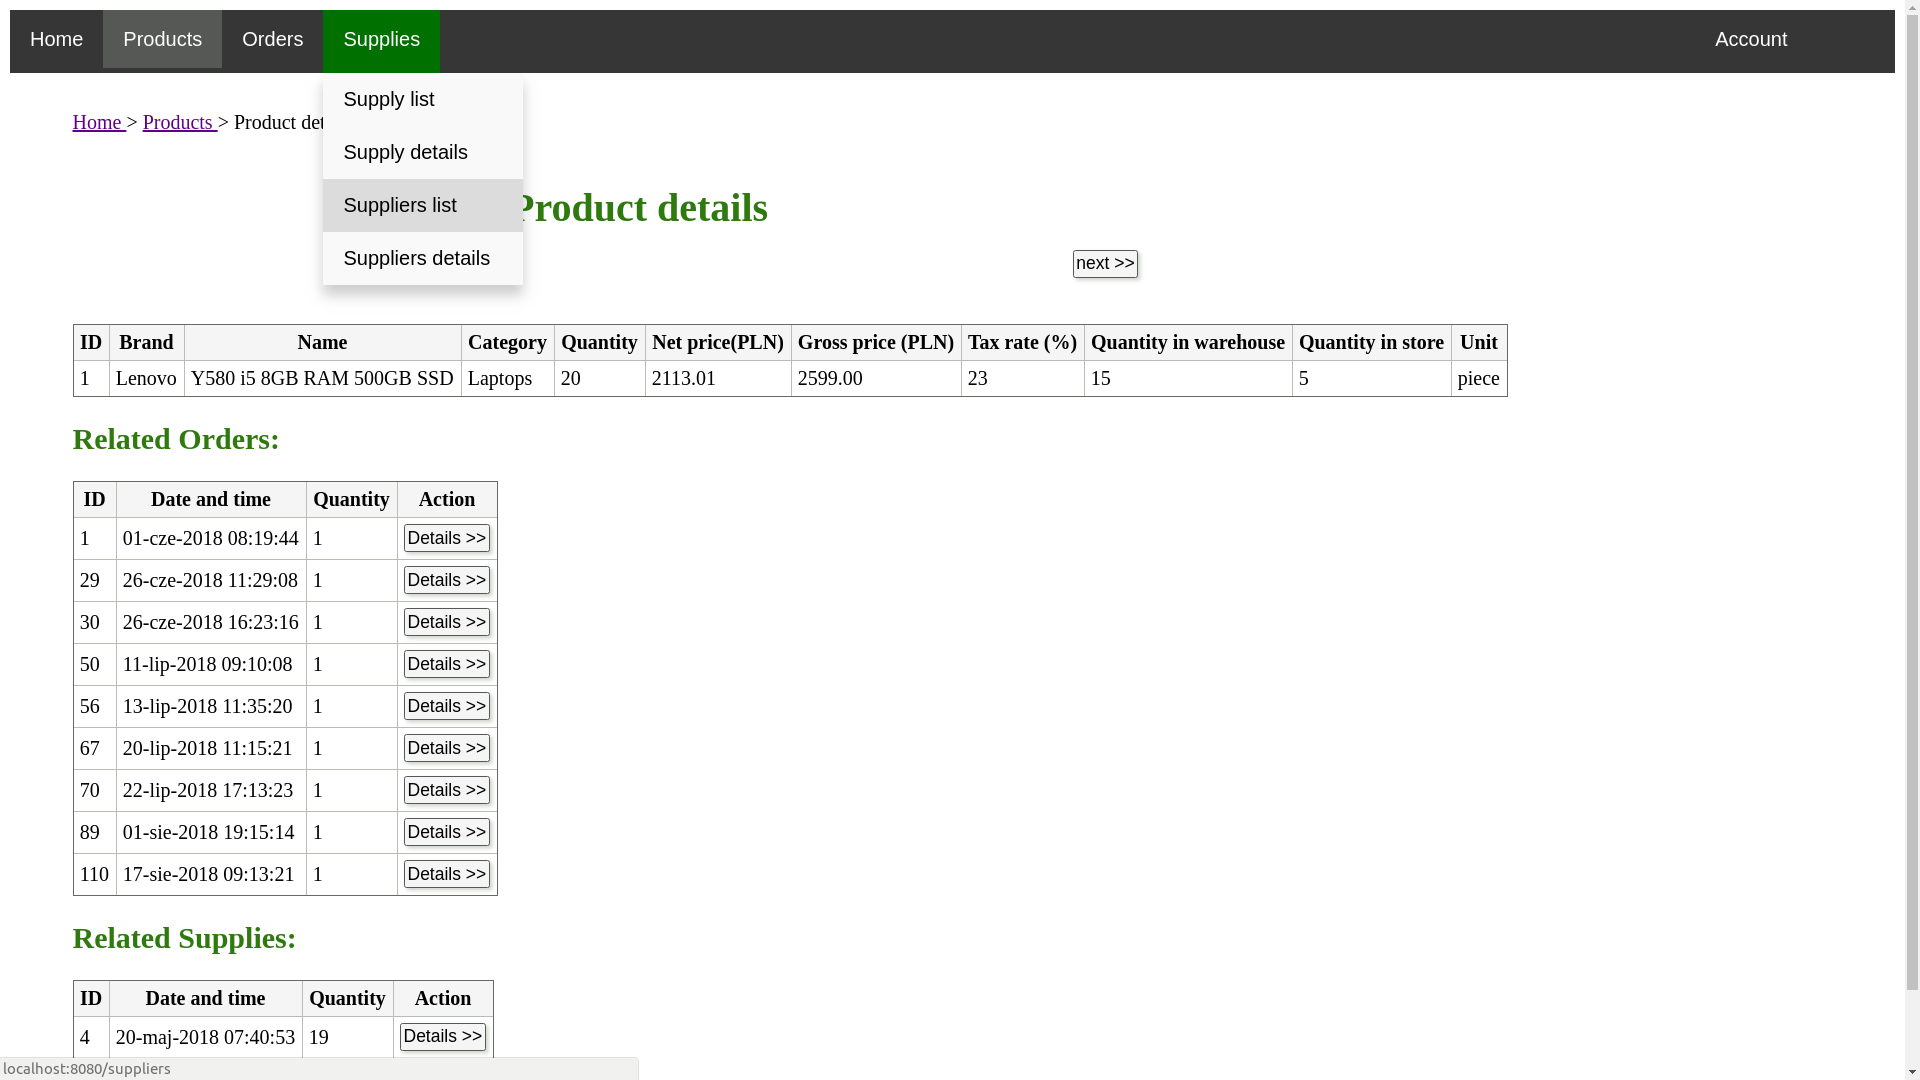 Home Products Orders Supplies Account
Supply list
Home > Products > Product det
Supply details
Suppliers list
Product details
Suppliers details
next >>
ID Brand Name Category Quantity Net price(PLN) Gross price (PLN) Tax rate (%) Quantity in warehouse Quantity in store Unit
1 Lenovo Y580 i5 8GB RAM 500GB SSD Laptops 20 2113.01 2599.00 23 15 5 piece
Related Orders:
ID Date and time Quantity Action
1 01-cze-2018 08:19:44 1 Details >>
29 26-cze-2018 11:29:08 1 Details >>
30 26-cze-2018 16:23:16 1 Details >>
50 11-lip-2018 09:10:08 1 Details >>
56 13-lip-2018 11:35:20 1 Details >>
67 20-lip-2018 11:15:21 1 Details >>
70 22-lip-2018 17:13:23 1 Details >>
89 01-sie-2018 19:15:14 1 Details >>
110 17-sie-2018 09:13:21 1 Details >>
Related Supplies:
ID Date and time Quantity Action
4 20-maj-2018 07:40:53 19 Details >>
localhost:8080/suppliers